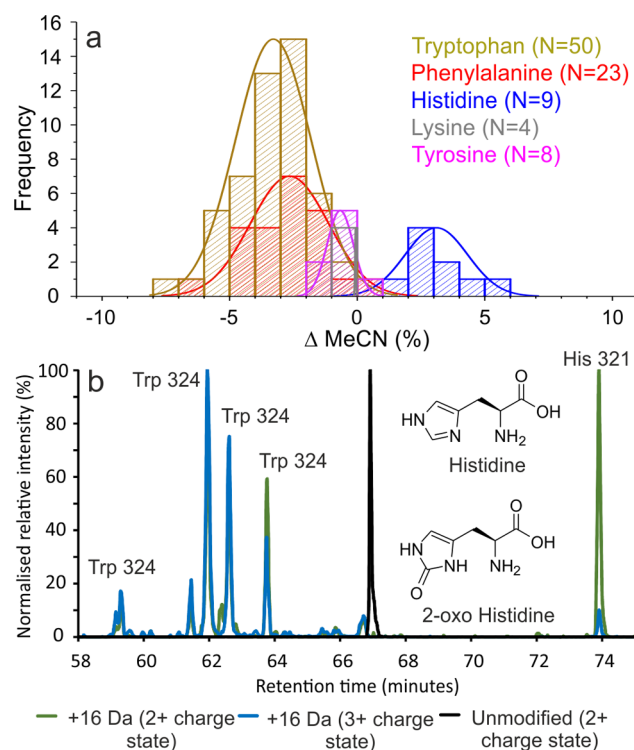 a
Tryptophan (N=50)
Phenylalanine (N=23)
Histidine (N=9)
Lysine (N=4)
Tyrosine (N=8)
Frequency
16
14
12
10
8
6
4
2
0
-10
-5
0
5
10
Δ MeCN (%)
b
Trp 324
Trp 324
Trp 324
Trp 324
His 321
Normalised relative intensity (%)
100
80
60
40
20
0
O
HN
N
OH
NH₂
Histidine
O
HN
NH
O
OH
NH₂
2-oxo Histidine
58
60
62
64
66
68
70
72
74
Retention time (minutes)
+16 Da (2+ charge state)
+16 Da (3+ charge state)
Unmodified (2+ charge state)